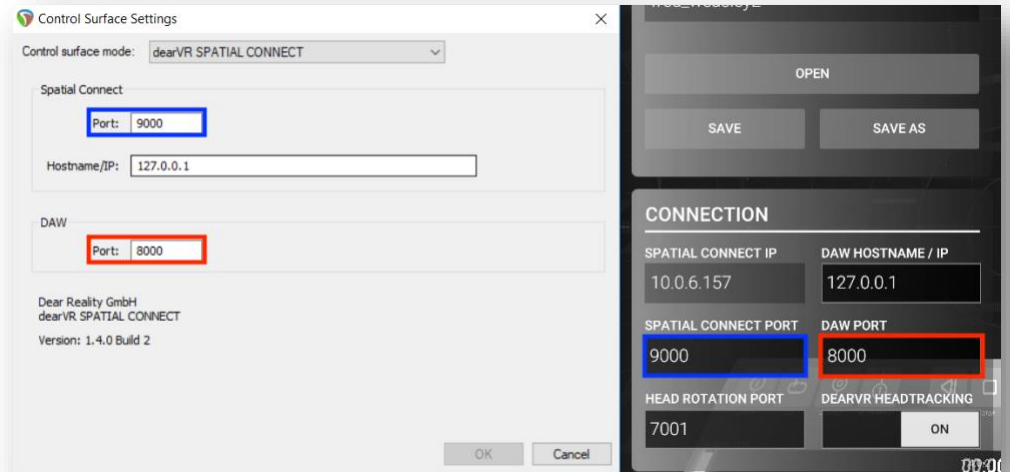 Control Surface Settings
Control surface mode: dearVR SPATIAL CONNECT
Spatial Connect
Port: 9000
Hostname/IP: 127.0.0.1
DAW
Port: 8000
Dear Reality GmbH
dearVR SPATIAL CONNECT
Version: 1.4.0 Build 2
OK Cancel
OPEN
SAVE SAVE AS
CONNECTION
SPATIAL CONNECT IP DAW HOSTNAME / IP
10.0.6.157 127.0.0.1
SPATIAL CONNECT PORT DAW PORT
9000 8000
HEAD ROTATION PORT DEARVR HEADTRACKING
7001 ON